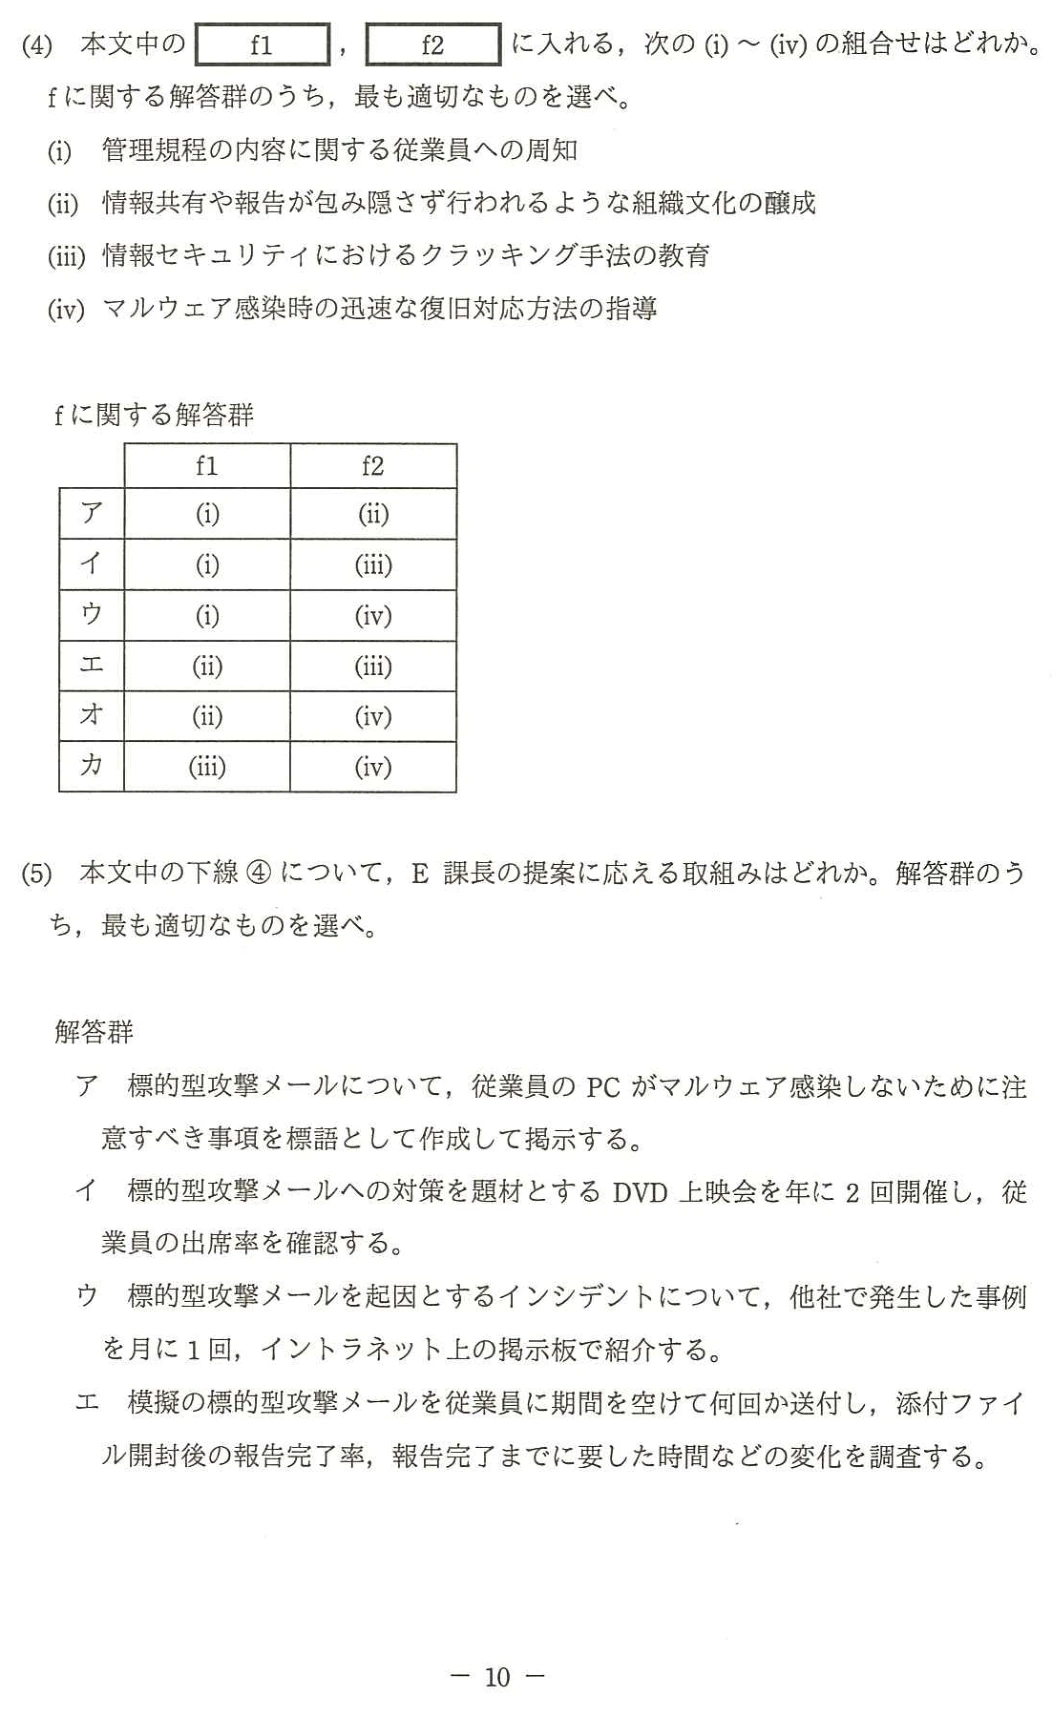 (4) 本文中の f1 , f2 に入れる，次の (i) ～ (iv) の組合せはどれか。
fに関する解答群のうち，最も適切なものを選べ。
(i) 管理規程の内容に関する従業員への周知
(ii) 情報共有や報告が包み隠さず行われるような組織文化の醸成
(iii) 情報セキュリティにおけるクラッキング手法の教育
(iv) マルウェア感染時の迅速な復旧対応方法の指導
fに関する解答群
f1 f2
ア (i) (ii)
イ (i) (iii)
ウ (i) (iv)
エ (ii) (iii)
オ (ii) (iv)
カ (iii) (iv)
(5) 本文中の下線 ④ について，E 課長の提案に応える取組みはどれか。解答群のう
ち，最も適切なものを選べ。
解答群
ア 標的型攻撃メールについて，従業員の PC がマルウェア感染しないために注
意すべき事項を標語として作成して掲示する。
イ 標的型攻撃メールへの対策を題材とする DVD 上映会を年に 2 回開催し，従
業員の出席率を確認する。
ウ 標的型攻撃メールを起因とするインシデントについて，他社で発生した事例
を月に 1 回，イントラネット上の掲示板で紹介する。
エ 模擬の標的型攻撃メールを従業員に期間を空けて何回か送付し，添付ファイ
ル開封後の報告完了率，報告完了までに要した時間などの変化を調査する。
－ 10 －